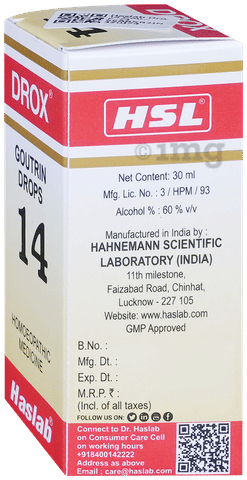 DROX®
GOUTRIN
DROPS
14
HOMOEOPATHIC
MEDICINE
Haslab
HSL®
1mg
Net Content: 30 ml
Mfg. Lic. No. : 3 / HPM / 93
Alcohol % : 60 % v/v
Manufactured in India by :
HAHNEMANN SCIENTIFIC
LABORATORY (INDIA)
11th milestone,
Faizabad Road, Chinhat,
Lucknow - 227 105
Website: www.haslab.com
GMP Approved
B.No. :
Mfg. Dt. :
Exp. Dt. :
M.R.P. ₹ :
(Incl. of all taxes)
FOLLOW US ON :
Connect to Dr. Haslab
on Consumer Care Cell
on working hours
+918400142222
Address as above
Email : care@haslab.com